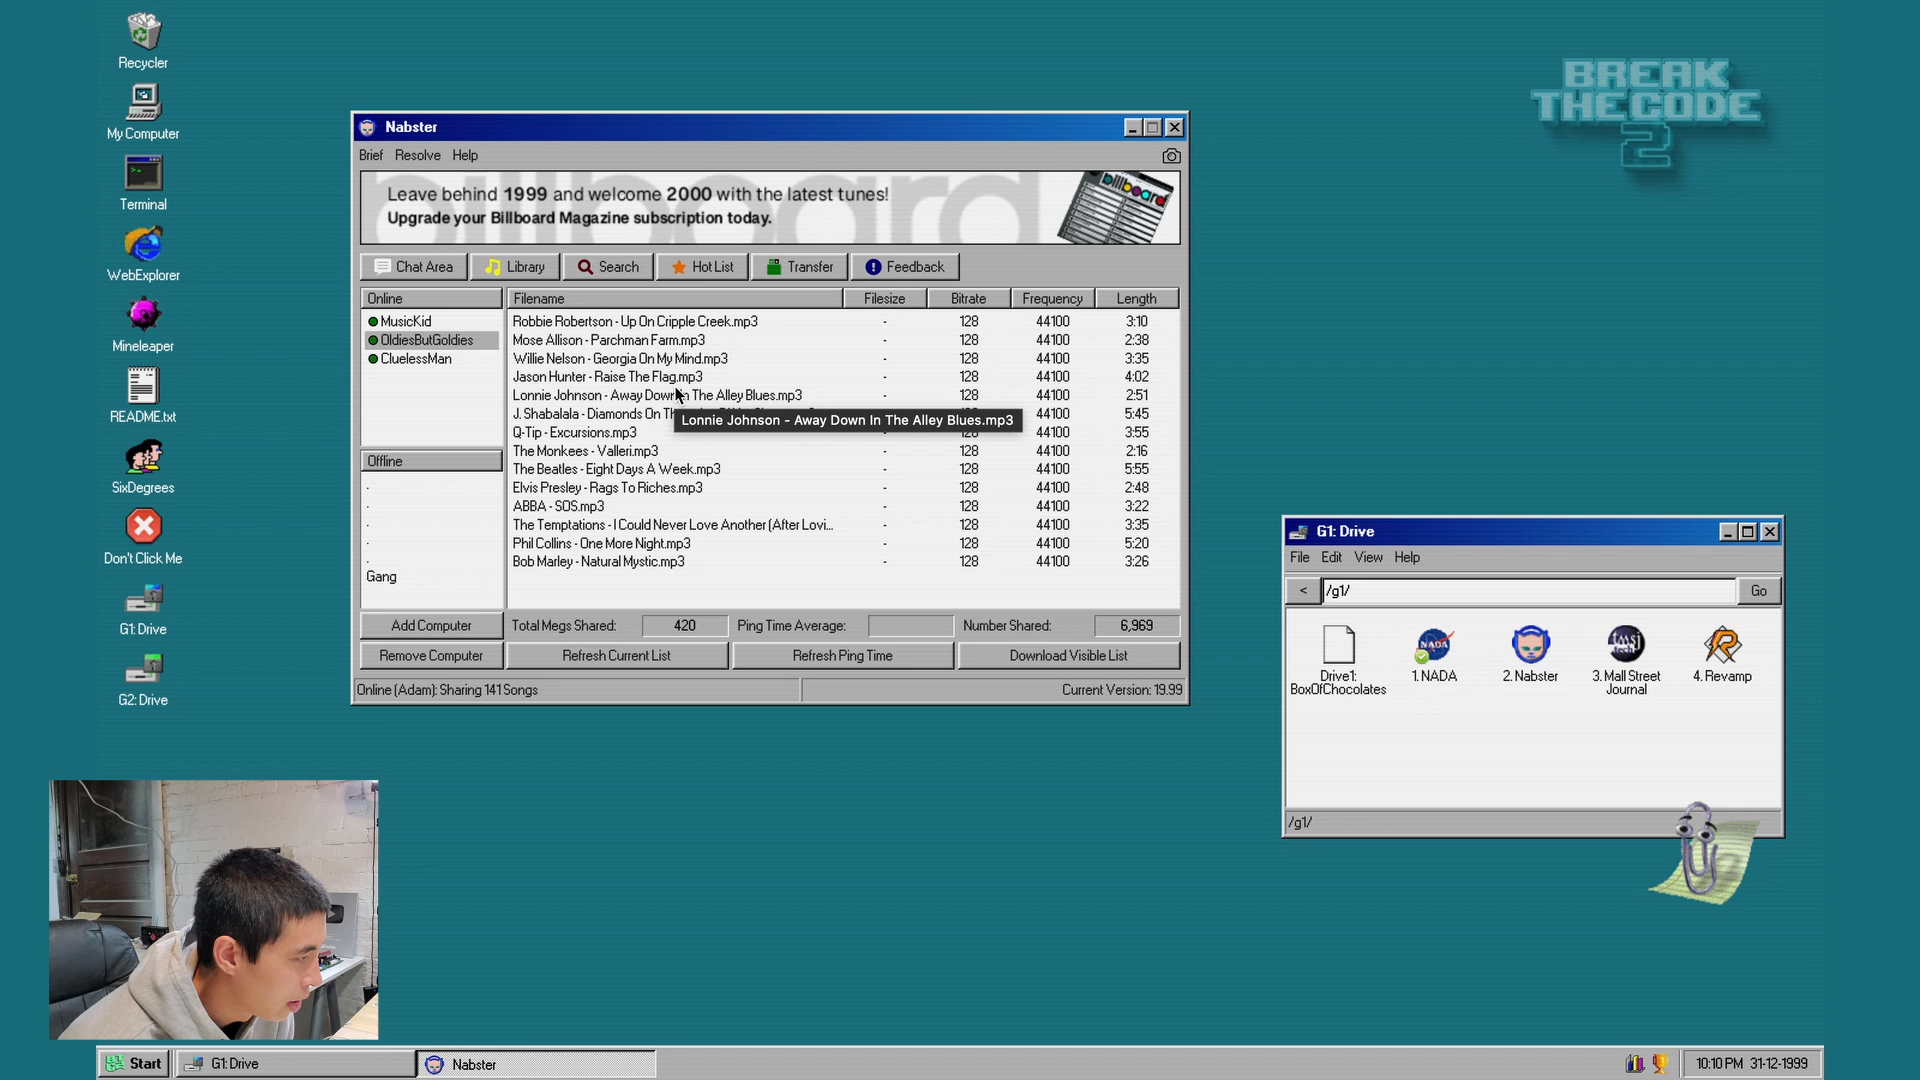 Recycler
My Computer
Terminal
WebExplorer
Mineleaper
README.txt
SixDegrees
Don't Click Me
G1: Drive
G2: Drive
BREAK
THE CODE
2
Nabster
Brief Resolve Help
billboard
Leave behind 1999 and welcome 2000 with the latest tunes!
Upgrade your Billboard Magazine subscription today.
billboard
Chat Area Library Search Hot List Transfer Feedback
Online Filename Filesize Bitrate Frequency Length
MusicKid
OldiesButGoldies
CluelessMan
Robbie Robertson - Up On Cripple Creek.mp3 - 128 44100 3:10
Mose Allison - Parchman Farm.mp3 - 128 44100 2:38
Willie Nelson - Georgia On My Mind.mp3 - 128 44100 3:35
Jason Hunter - Raise The Flag.mp3 - 128 44100 4:02
Lonnie Johnson - Away Down In The Alley Blues.mp3 - 128 44100 2:51
J. Shabalala - Diamonds On 44100 5:45
Lonnie Johnson - Away Down In The Alley Blues.mp3
Q-Tip - Excursions.mp3 - 128 44100 3:55
The Monkees - Valleri.mp3 - 128 44100 2:16
The Beatles - Eight Days A Week.mp3 - 128 44100 5:55
Elvis Presley - Rags To Riches.mp3 - 128 44100 2:48
ABBA - SOS.mp3 - 128 44100 3:22
The Temptations - I Could Never Love Another (After Lovi... - 128 44100 3:35
Phil Collins - One More Night.mp3 - 128 44100 5:20
Bob Marley - Natural Mystic.mp3 - 128 44100 3:26
Offline
.
.
.
.
.
Gang
Add Computer Total Megs Shared: 420 Ping Time Average: Number Shared: 6,969
Remove Computer Refresh Current List Refresh Ping Time Download Visible List
Online (Adam): Sharing 141 Songs Current Version: 19.99
G1: Drive
File Edit View Help
< /g1/ Go
Drive1:
BoxOfChocolates
NADA
1. NADA
2. Nabster
tmsj
tech
3. Mall Street
Journal
4. Revamp
/g1/
Start G1: Drive Nabster 10:10 PM 31-12-1999